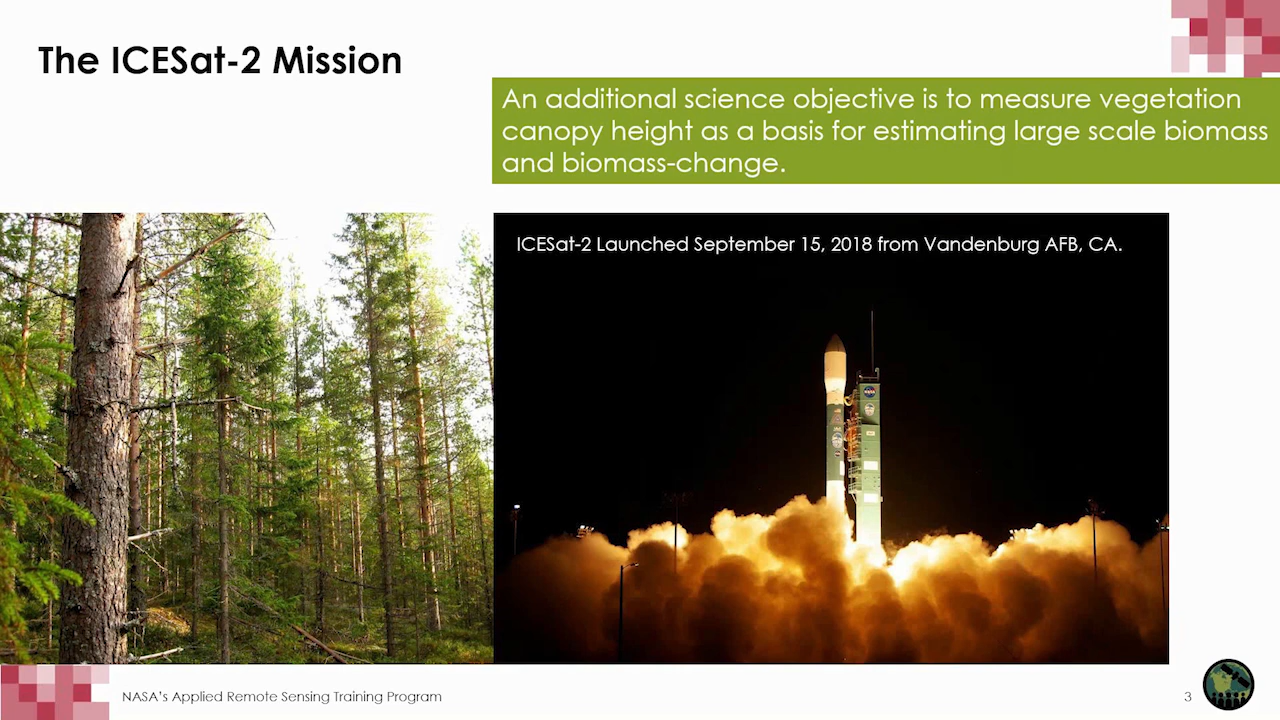 The ICESat-2 Mission
An additional science objective is to measure vegetation
canopy height as a basis for estimating large scale biomass
and biomass-change.
ICESat-2 Launched September 15, 2018 from Vandenburg AFB, CA.
NASA's Applied Remote Sensing Training Program
3